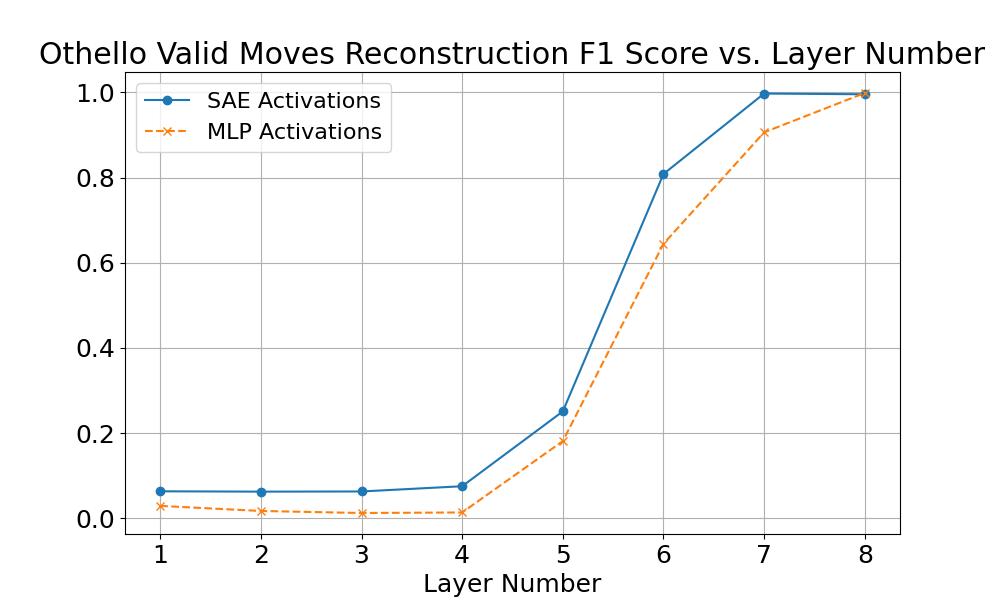 Othello Valid Moves Reconstruction F1 Score vs. Layer Number
SAE Activations
MLP Activations
1.0
0.8
0.6
0.4
0.2
0.0
1 2 3 4 5 6 7 8
Layer Number